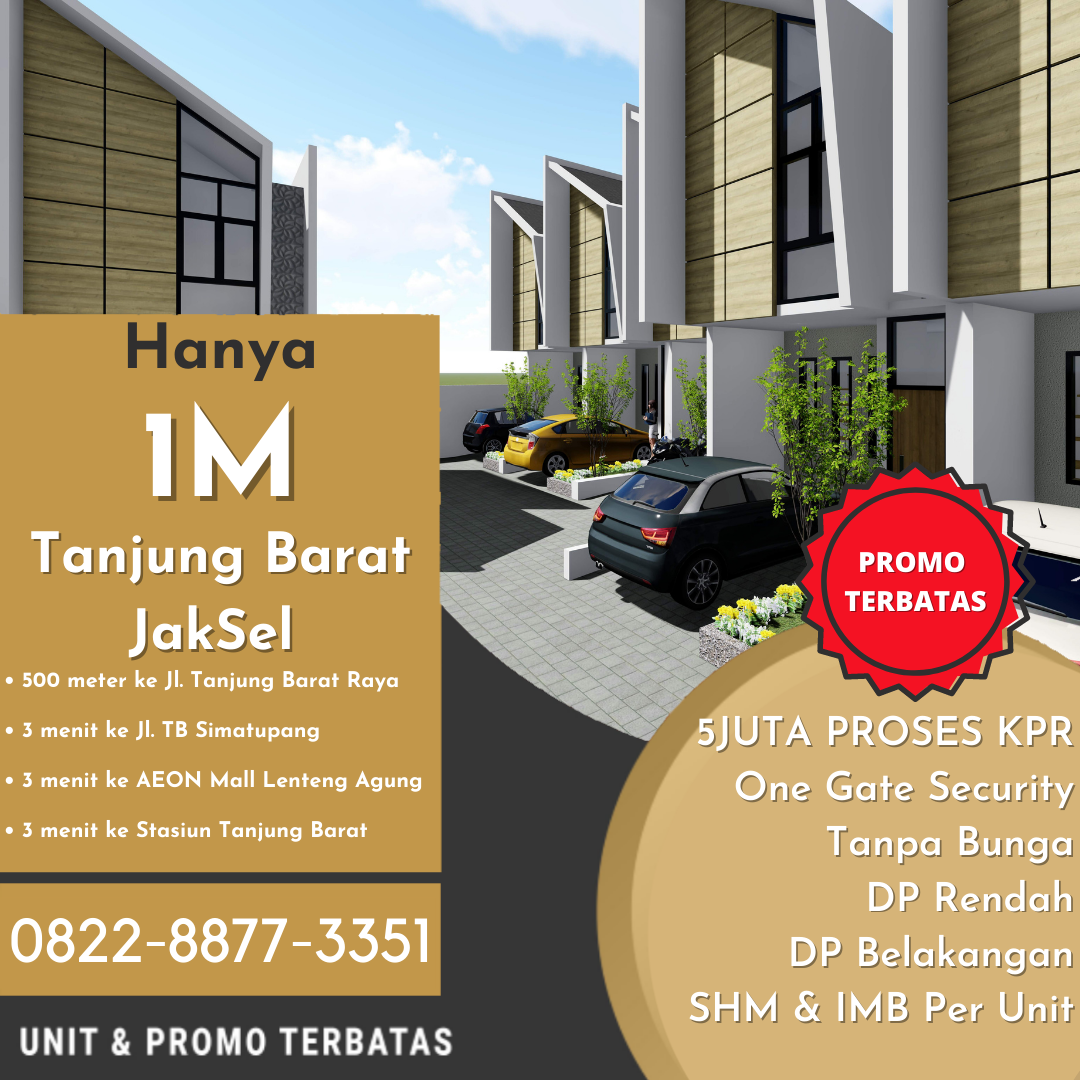 Hanya
1M
Tanjung Barat
JakSel
• 500 meter ke Jl. Tanjung Barat Raya
• 3 menit ke Jl. TB Simatupang
• 3 menit ke AEON Mall Lenteng Agung
• 3 menit ke Stasiun Tanjung Barat
0822-8877-3351
UNIT & PROMO TERBATAS
PROMO
TERBATAS
5JUTA PROSES KPR
One Gate Security
Tanpa Bunga
DP Rendah
DP Belakangan
SHM & IMB Per Unit